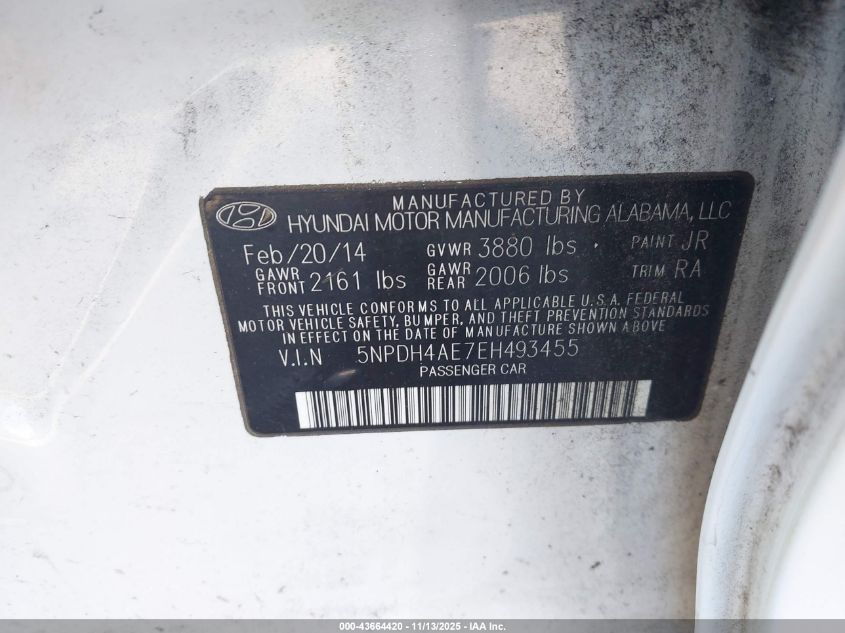 MANUFACTURED BY
HYUNDAI MOTOR MANUFACTURING ALABAMA, LLC
Feb/20/14 GVWR 3880 lbs PAINT JR
GAWR FRONT 2161 lbs GAWR REAR 2006 lbs TRIM RA
THIS VEHICLE CONFORMS TO ALL APPLICABLE U.S.A. FEDERAL
MOTOR VEHICLE SAFETY, BUMPER, AND THEFT PREVENTION STANDARDS
IN EFFECT ON THE DATE OF MANUFACTURE SHOWN ABOVE
V.I.N 5NPDH4AE7EH493455
PASSENGER CAR
000-43664420 - 11/13/2025 - IAA Inc.